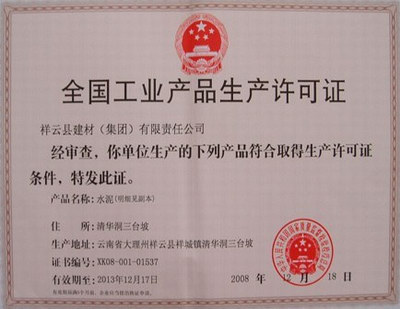 全国工业产品生产许可证
祥云县建材（集团）有限责任公司
经审查，你单位生产的下列产品符合取得生产许可证
条件，特发此证。
产品名称：水泥(明细见副本)
住 所：清华洞三台坡
生产地址：云南省大理州祥云县祥城镇清华洞三台坡
证书编号：XK08-001-01537
有效期至：2013年12月17日
2008 年 12 月 18 日